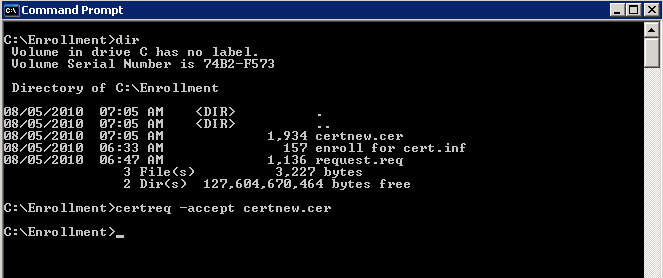 Command Prompt
C:\Enrollment>dir
Volume in drive C has no label.
Volume Serial Number is 74B2-F573
Directory of C:\Enrollment
08/05/2010  07:05 AM    <DIR>          .
08/05/2010  07:05 AM    <DIR>          ..
08/05/2010  07:05 AM             1,934 certnew.cer
08/05/2010  06:33 AM               157 enroll for cert.inf
08/05/2010  06:47 AM             1,136 request.req
3 File(s)          3,227 bytes
2 Dir(s)  127,604,670,464 bytes free
C:\Enrollment>certreq -accept certnew.cer
C:\Enrollment>_